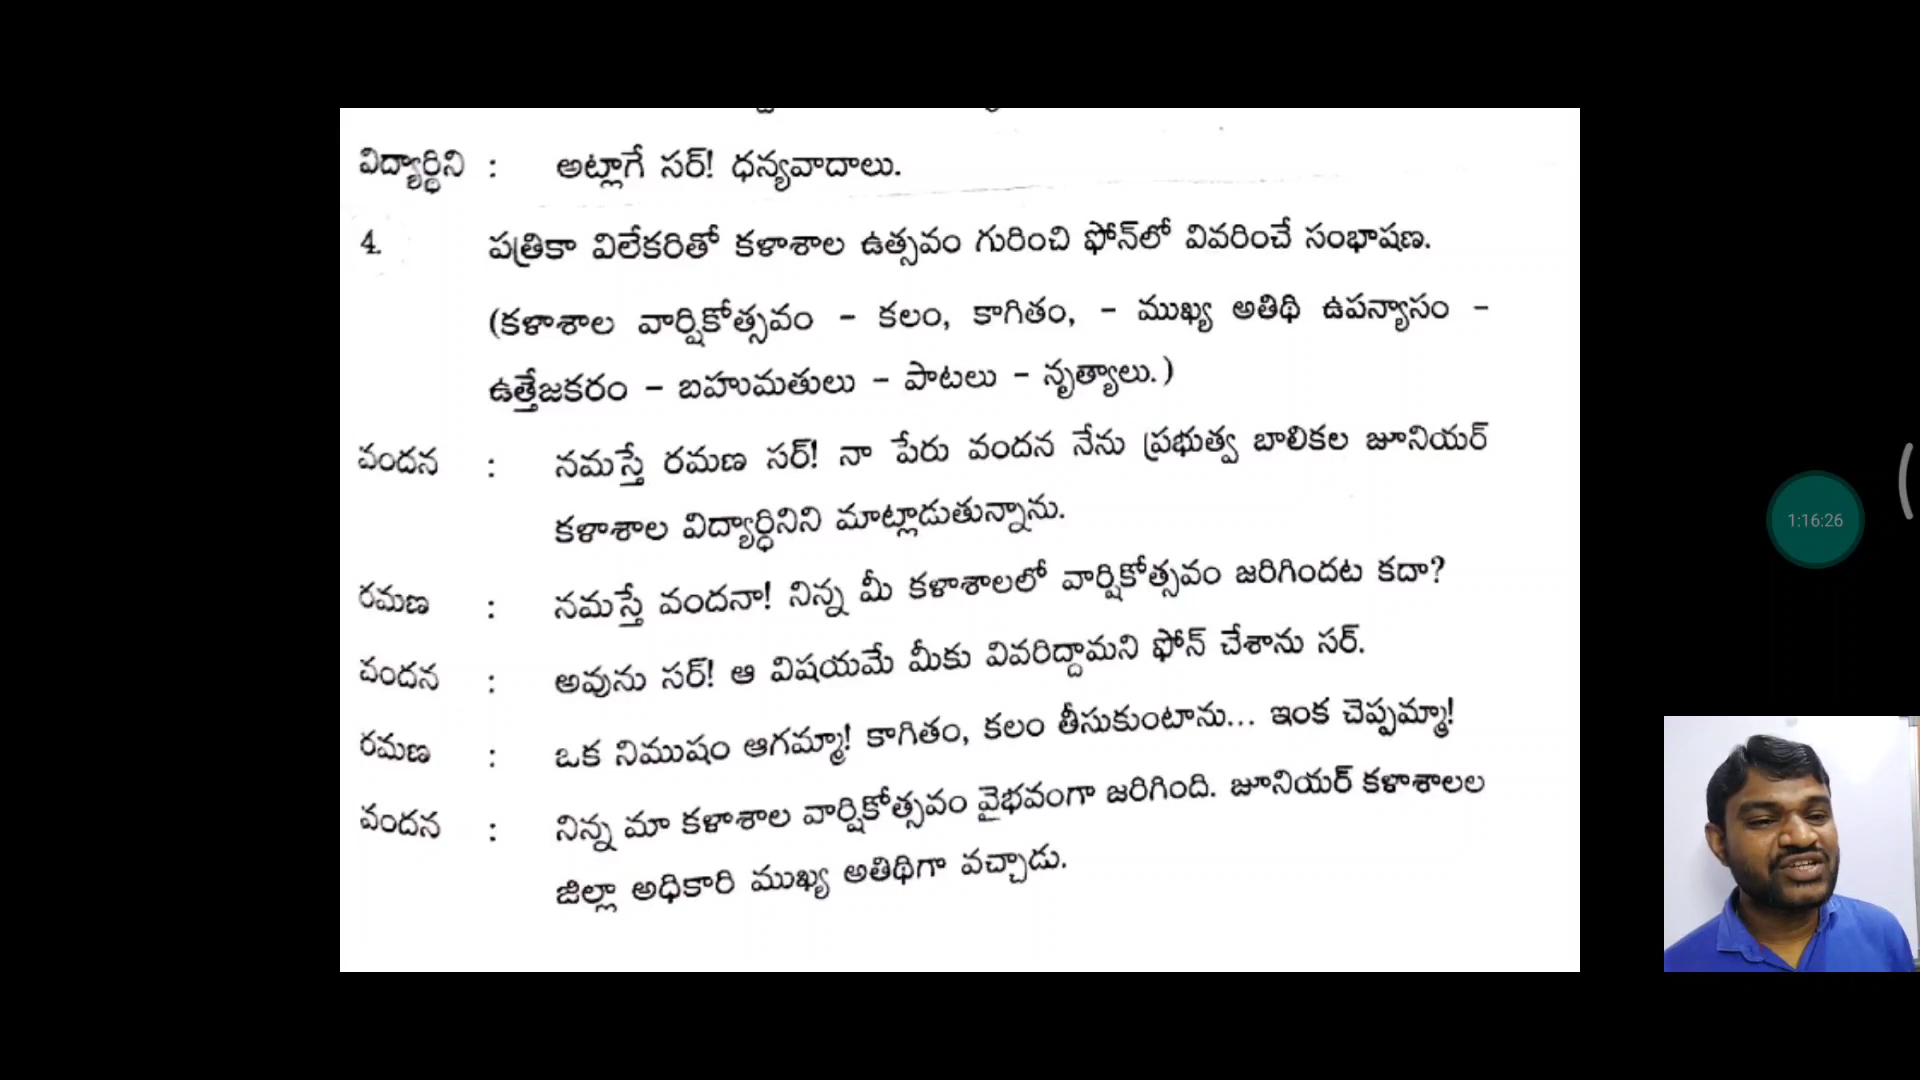 విద్యార్థిని : అట్లాగే సర్! ధన్యవాదాలు.
4. పత్రికా విలేకరితో కళాశాల ఉత్సవం గురించి ఫోన్‌లో వివరించే సంభాషణ.
(కళాశాల వార్షికోత్సవం - కలం, కాగితం, - ముఖ్య అతిథి ఉపన్యాసం -
ఉత్తేజకరం - బహుమతులు - పాటలు - నృత్యాలు.)
వందన : నమస్తే రమణ సర్! నా పేరు వందన నేను ప్రభుత్వ బాలికల జూనియర్
కళాశాల విద్యార్థినిని మాట్లాడుతున్నాను.
రమణ : నమస్తే వందనా! నిన్న మీ కళాశాలలో వార్షికోత్సవం జరిగిందట కదా?
వందన : అవును సర్! ఆ విషయమే మీకు వివరిద్దామని ఫోన్ చేశాను సర్.
రమణ : ఒక నిముషం ఆగమ్మా! కాగితం, కలం తీసుకుంటాను... ఇంక చెప్పమ్మా!
వందన : నిన్న మా కళాశాల వార్షికోత్సవం వైభవంగా జరిగింది. జూనియర్ కళాశాలల
జిల్లా అధికారి ముఖ్య అతిథిగా వచ్చాడు.
1:16:26